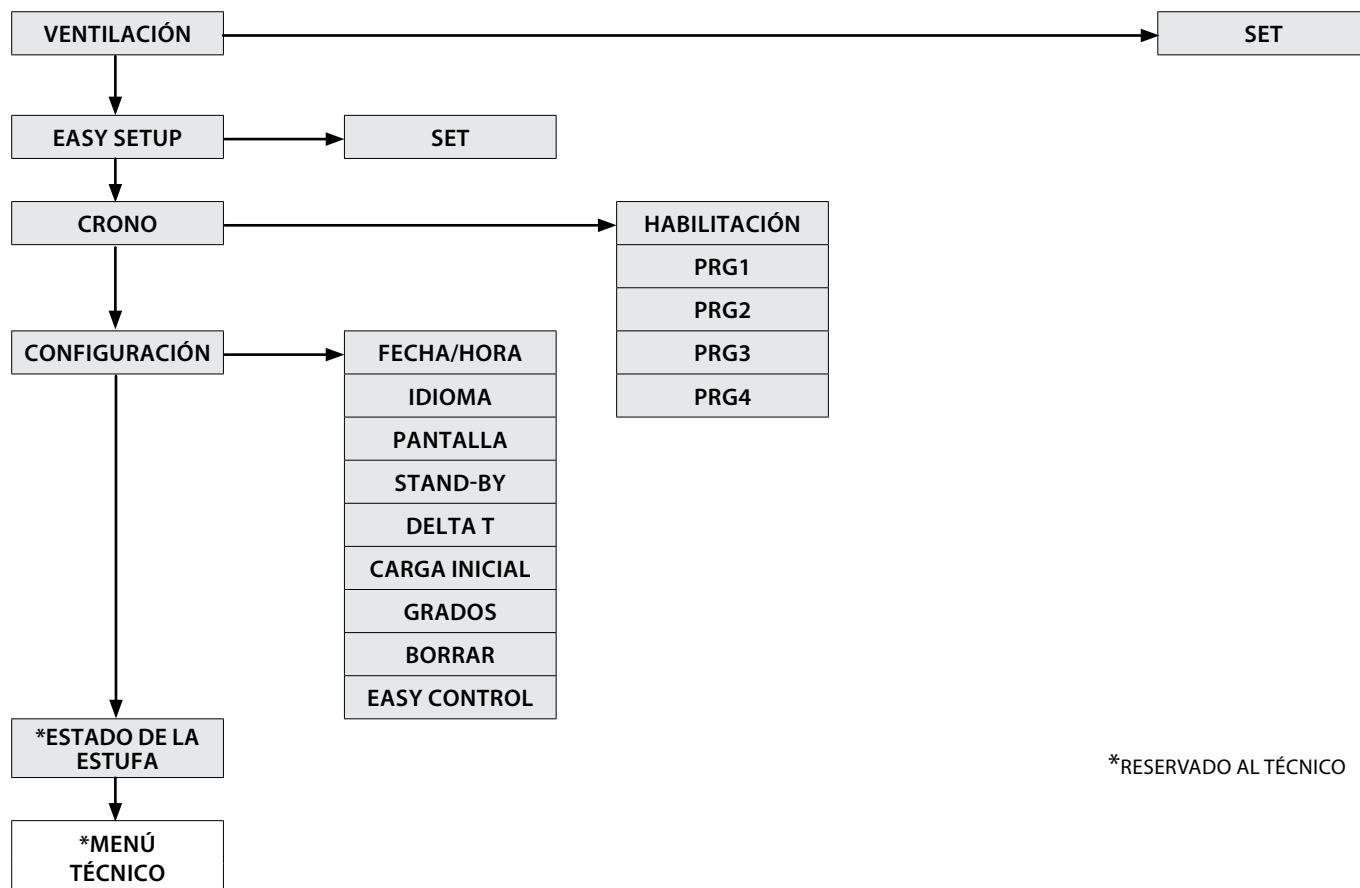 VENTILACIÓN
SET
EASY SETUP
SET
CRONO
HABILITACIÓN
PRG1
PRG2
PRG3
PRG4
CONFIGURACIÓN
FECHA/HORA
IDIOMA
PANTALLA
STAND-BY
DELTA T
CARGA INICIAL
GRADOS
BORRAR
EASY CONTROL
*ESTADO DE LA
ESTUFA
*RESERVADO AL TÉCNICO
*MENÚ
TÉCNICO